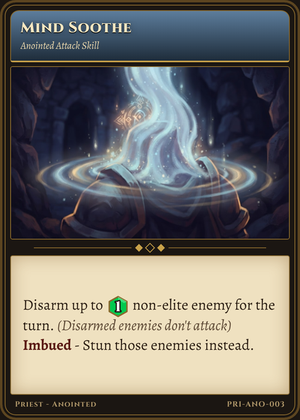 Mind Soothe
Anointed Attack Skill
Disarm up to 1 non-elite enemy for the
turn. (Disarmed enemies don't attack)
Imbued - Stun those enemies instead.
Priest - Anointed
PRI-ANO-003